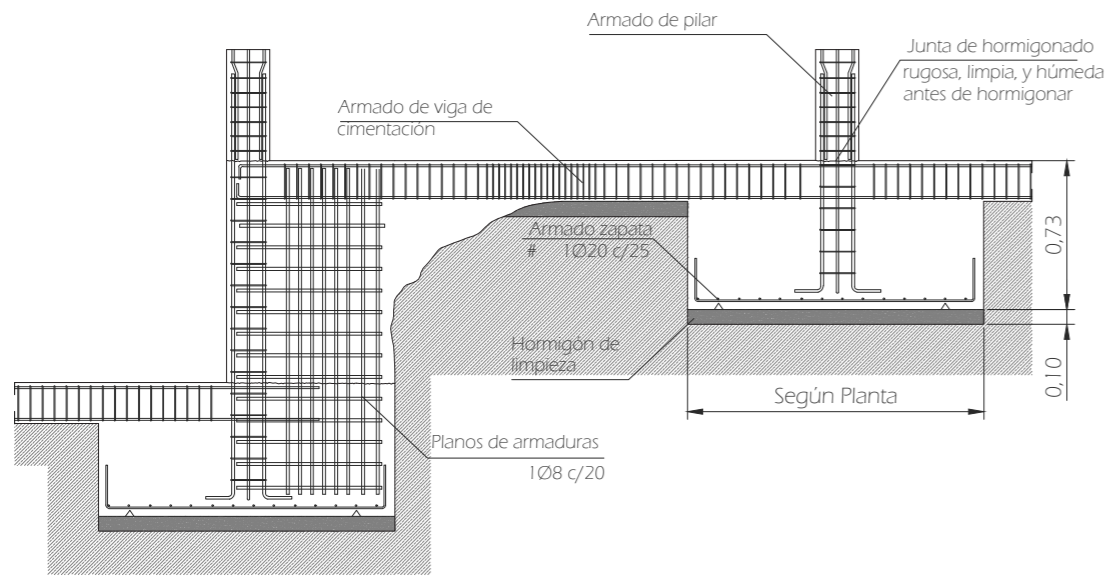 Armado de pilar
Junta de hormigonado
rugosa, limpia, y húmeda
antes de hormigonar
Armado de viga de
cimentación
Armado zapata
# 1Ø20 c/25
0,73
Hormigón de
limpieza
0,10
Según Planta
Planos de armaduras
1Ø8 c/20